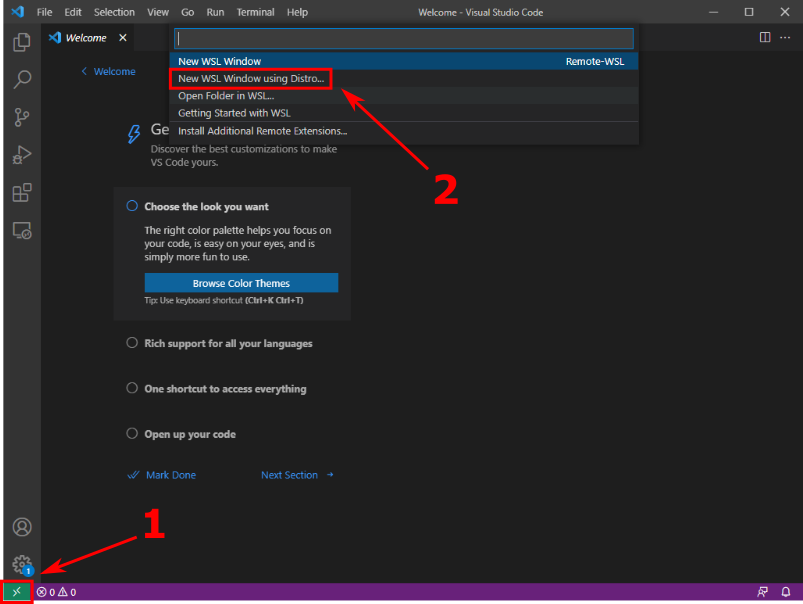 File Edit Selection View Go Run Terminal Help Welcome - Visual Studio Code
Welcome
Welcome
New WSL Window Remote-WSL
New WSL Window using Distro...
Open Folder in WSL...
Getting Started with WSL
Install Additional Remote Extensions...
2
Ge
Discover the best customizations to make
VS Code yours.
Choose the look you want
The right color palette helps you focus on
your code, is easy on your eyes, and is
simply more fun to use.
Browse Color Themes
Tip: Use keyboard shortcut (Ctrl+K Ctrl+T)
Rich support for all your languages
One shortcut to access everything
Open up your code
Mark Done Next Section
1
1
0 0